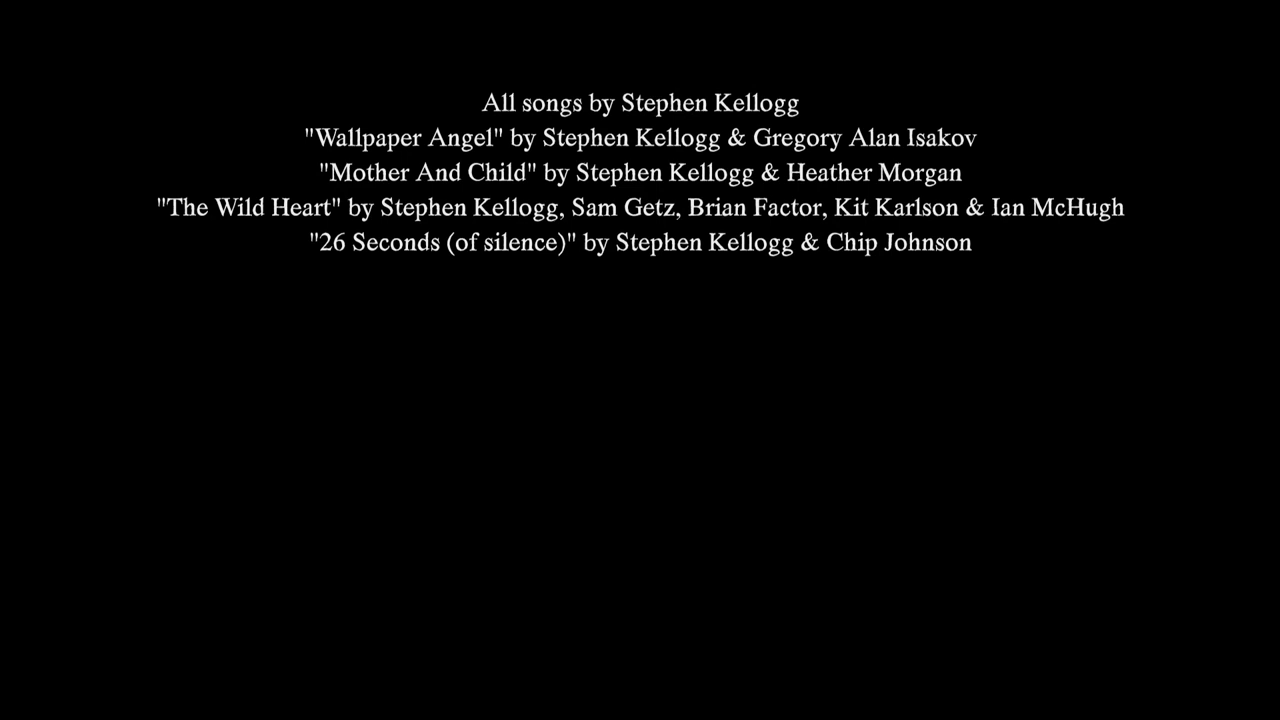 All songs by Stephen Kellogg
"Wallpaper Angel" by Stephen Kellogg & Gregory Alan Isakov
"Mother And Child" by Stephen Kellogg & Heather Morgan
"The Wild Heart" by Stephen Kellogg, Sam Getz, Brian Factor, Kit Karlson & Ian McHugh
"26 Seconds (of silence)" by Stephen Kellogg & Chip Johnson